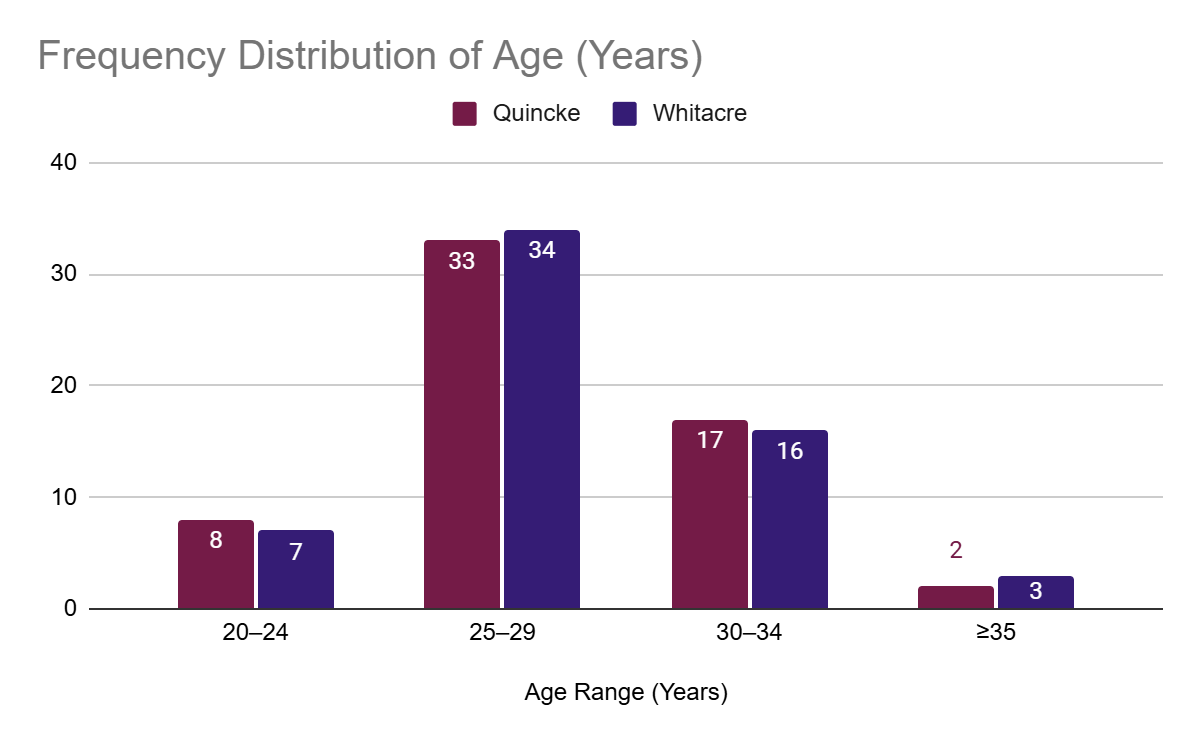 Frequency Distribution of Age (Years)
Quincke Whitacre
40
30
20
10
0
33 34
17 16
8 7
2 3
20–24 25–29 30–34 ≥35
Age Range (Years)